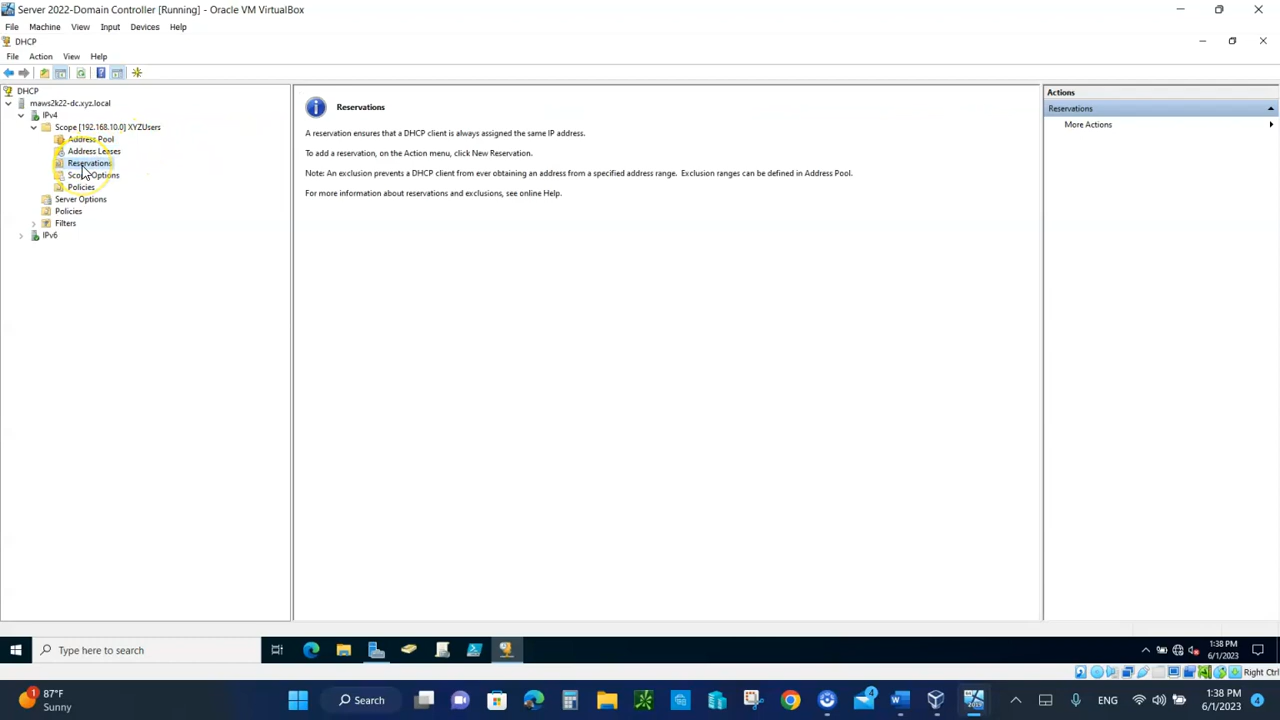 Server 2022-Domain Controller [Running] - Oracle VM VirtualBox
File Machine View Input Devices Help
DHCP
File Action View Help
DHCP
maws2k22-dc.xyz.local
IPv4
Scope [192.168.10.0] XYZUsers
Address Pool
Address Leases
Reservations
Scope Options
Policies
Server Options
Policies
Filters
IPv6
Reservations
A reservation ensures that a DHCP client is always assigned the same IP address.
To add a reservation, on the Action menu, click New Reservation.
Note: An exclusion prevents a DHCP client from ever obtaining an address from a specified address range. Exclusion ranges can be defined in Address Pool.
For more information about reservations and exclusions, see online Help.
Actions
Reservations
More Actions
Type here to search
1:38 PM
6/1/2023
Right Ctrl
1
87°F
Sunny
Search
4
ENG
1:38 PM
6/1/2023